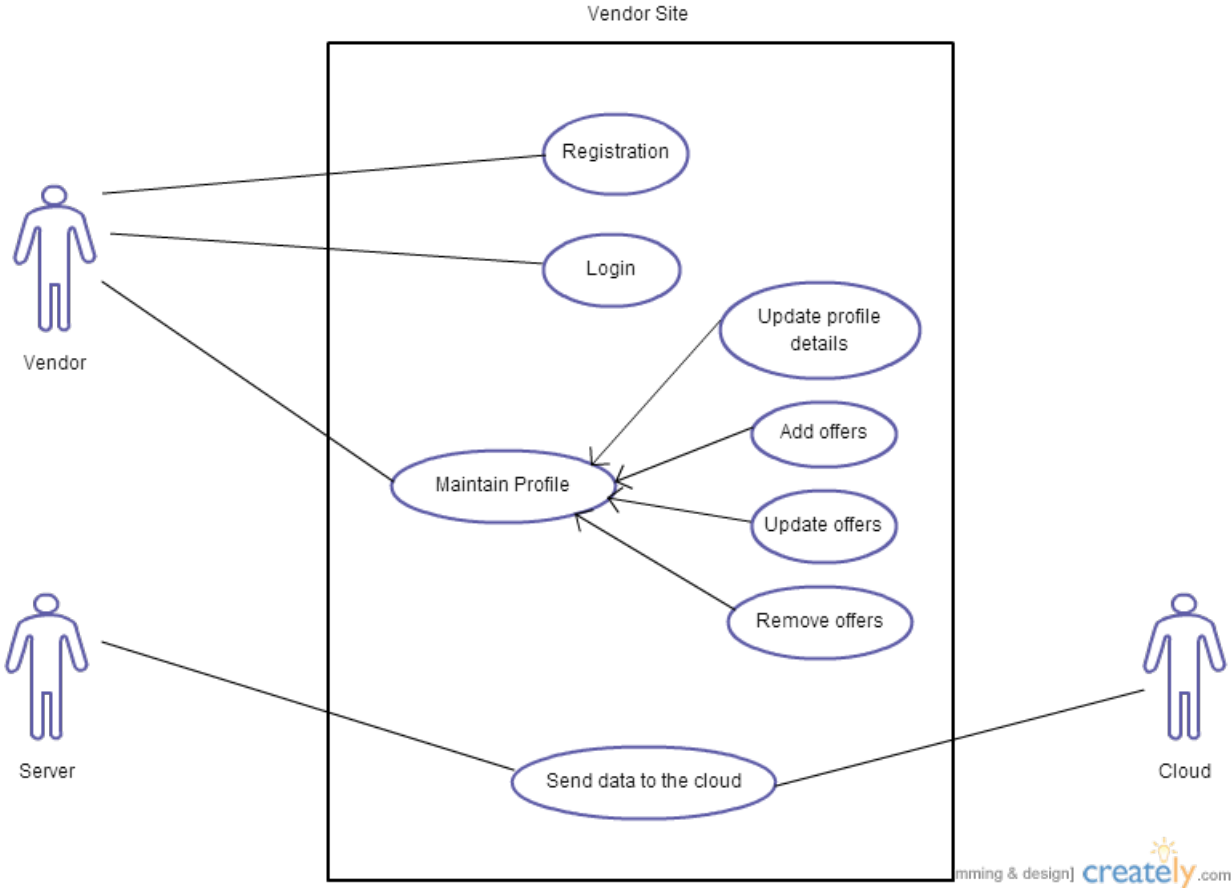 Vendor Site
Registration
Login
Vendor
Update profile
details
Add offers
Maintain Profile
Update offers
Remove offers
Server
Send data to the cloud
Cloud
mming & design] creately.com